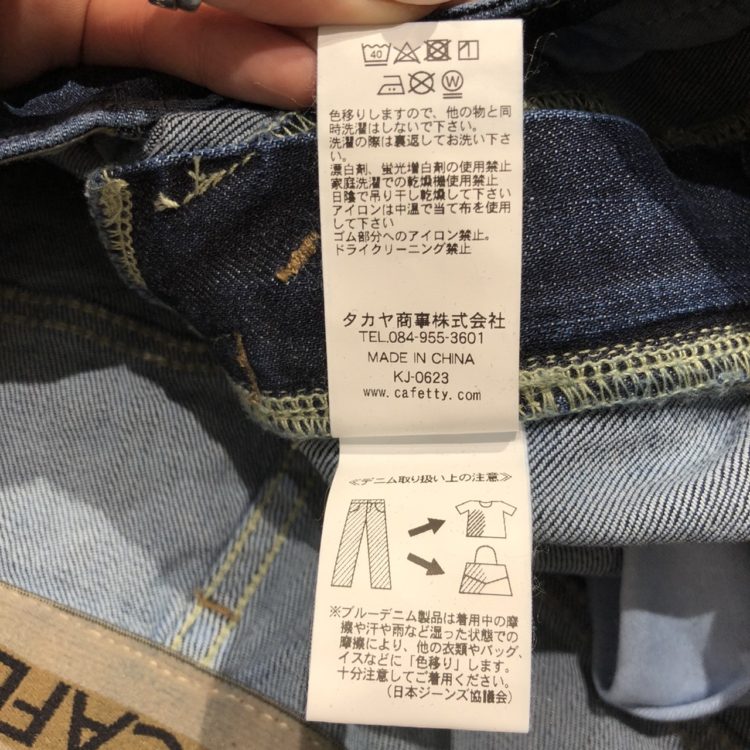 40
W
色移りしますので、他の物と同
時洗濯はしないで下さい。
洗濯の際は裏返してお洗い下さ
い。
漂白剤、蛍光増白剤の使用禁止
家庭洗濯での乾燥機使用禁止
日陰で吊り干し乾燥して下さい
アイロンは中温で当て布を使用
して下さい
ゴム部分へのアイロン禁止。
ドライクリーニング禁止
タカヤ商事株式会社
TEL.084-955-3601
MADE IN CHINA
KJ-0623
www.cafetty.com
≪デニム取り扱い上の注意≫
※ブルーデニム製品は着用中の摩
擦や汗や雨など湿った状態での
摩擦により、他の衣類やバッグ、
イスなどに「色移り」します。
十分注意してご着用ください。
(日本ジーンズ協議会)
CAFE